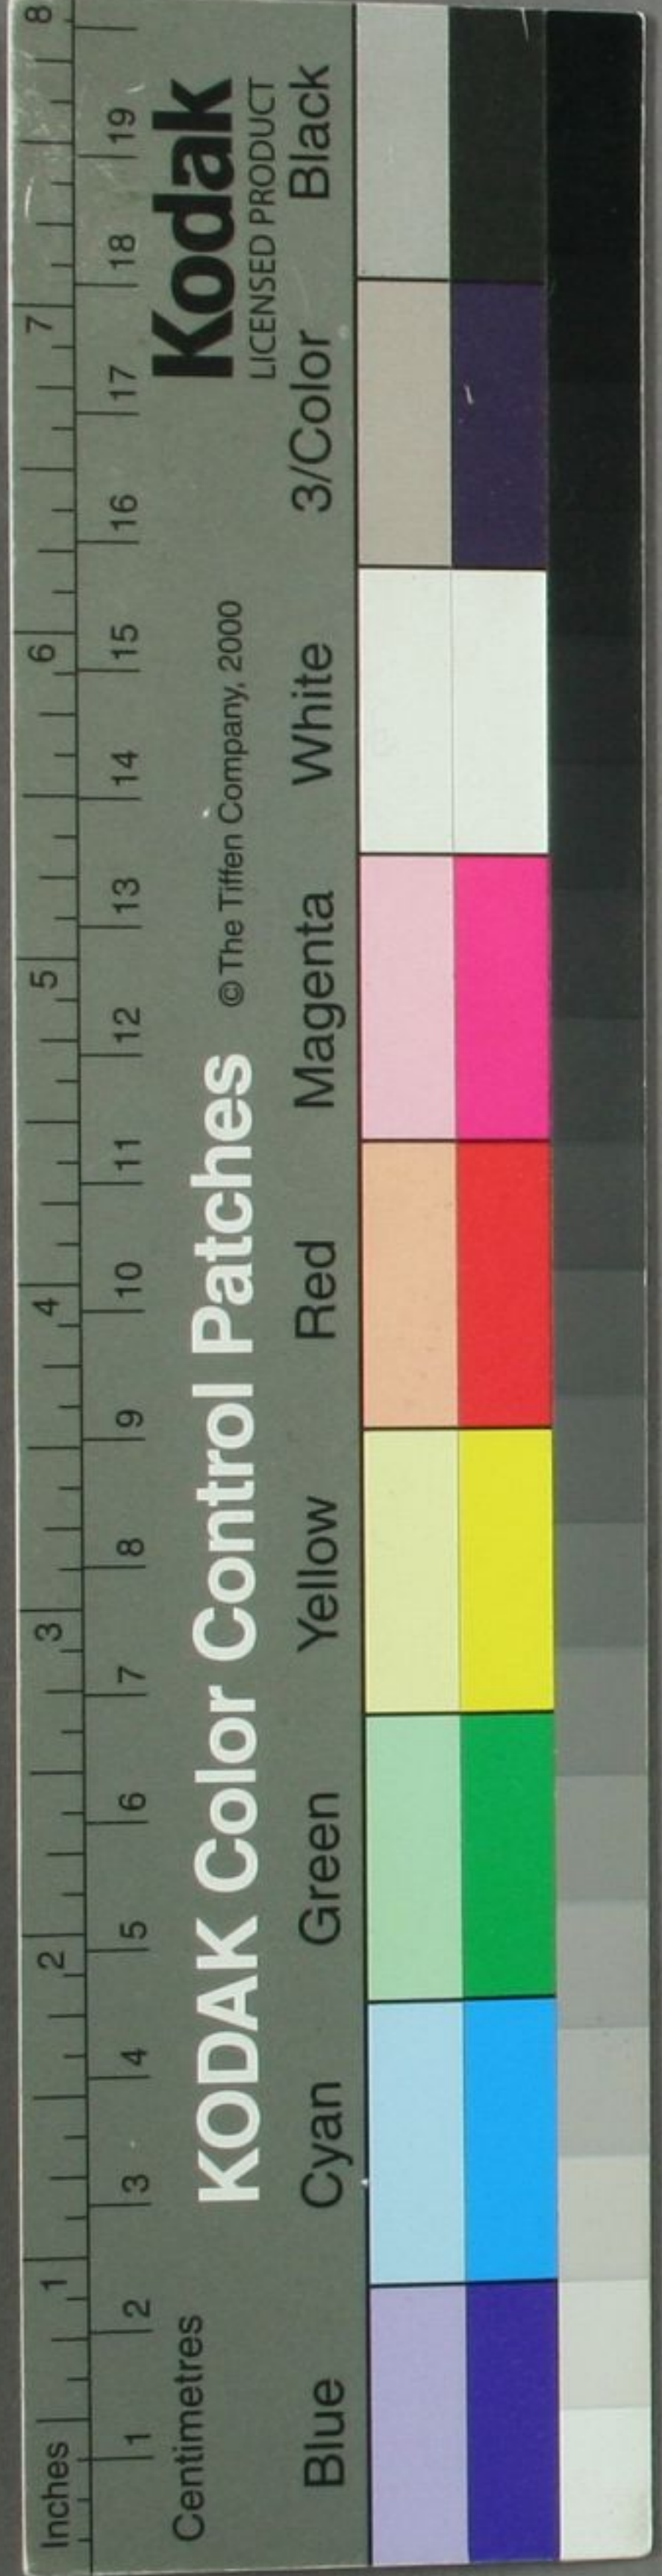 Inches 1 2 3 4 5 6 7 8
1 2 3 4 5 6 7 8 9 10 11 12 13 14 15 16 17 18 19
Centimetres
KODAK Color Control Patches © The Tiffen Company, 2000 Kodak
LICENSED PRODUCT
Blue Cyan Green Yellow Red Magenta White 3/Color Black